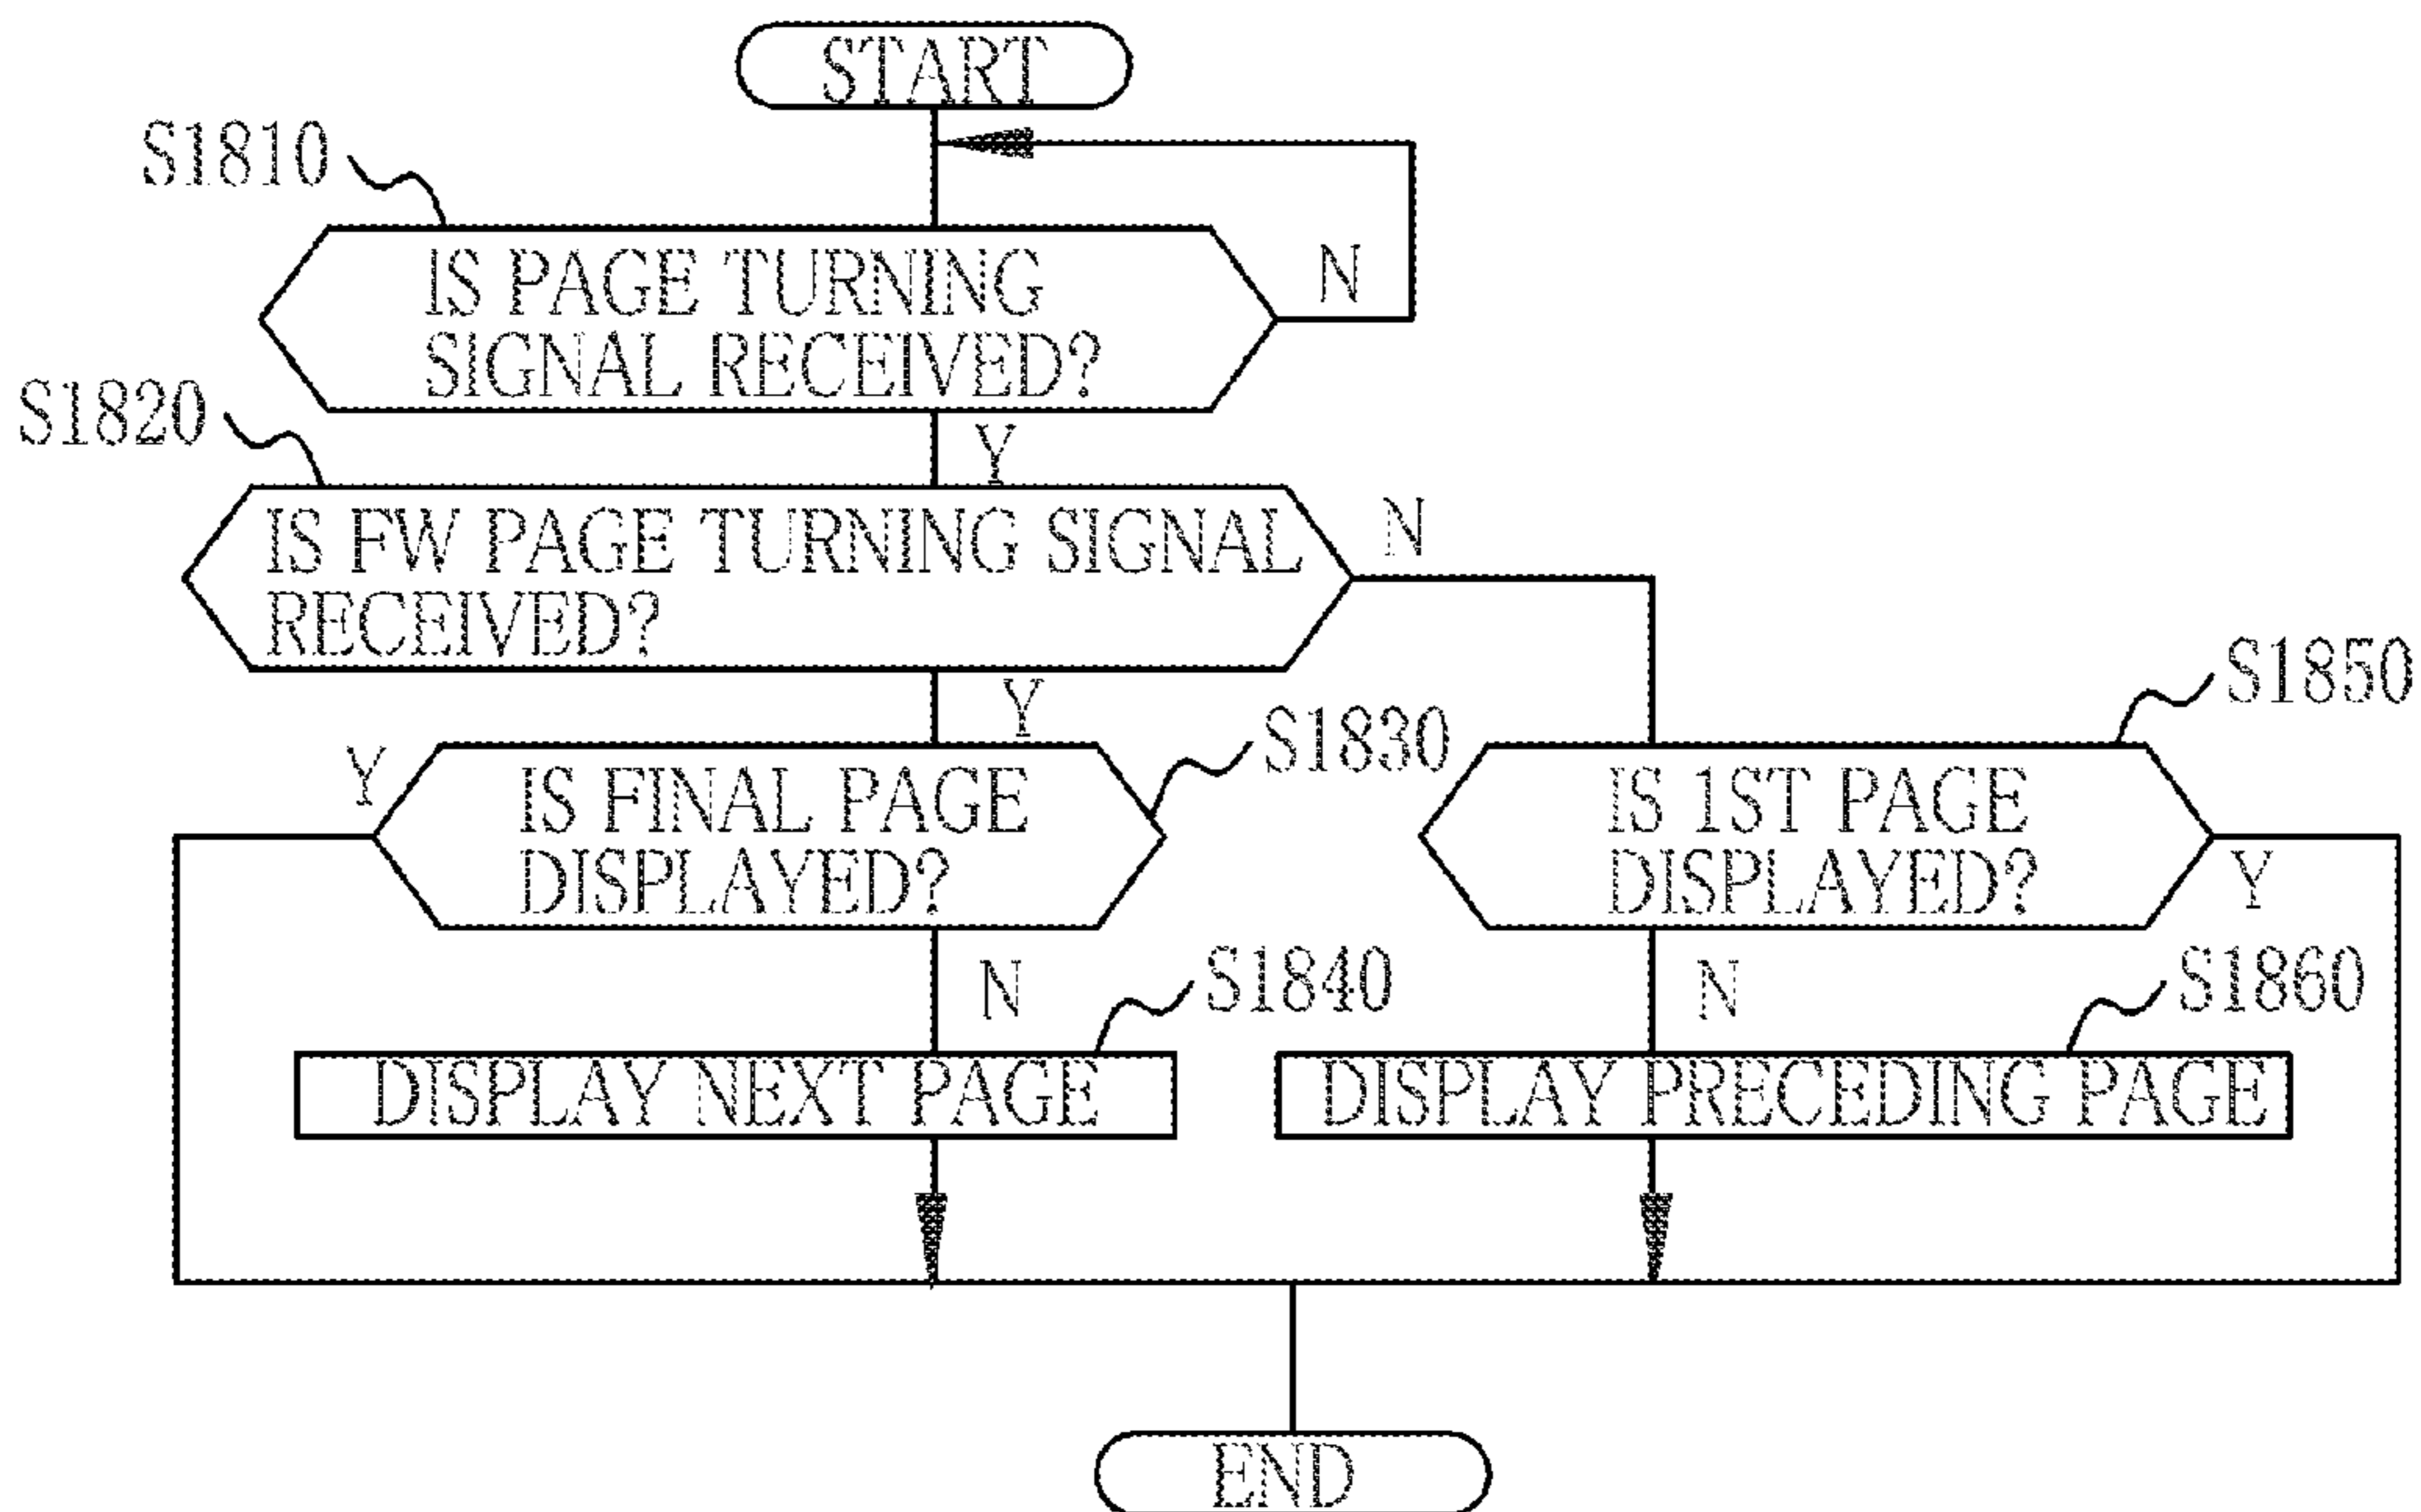 START
S1810
IS PAGE TURNING
SIGNAL RECEIVED?
N
S1820
Y
IS FW PAGE TURNING SIGNAL
RECEIVED?
N
Y
S1830
S1850
Y
IS FINAL PAGE
DISPLAYED?
IS 1ST PAGE
DISPLAYED?
Y
N
S1840
N
S1860
DISPLAY NEXT PAGE
DISPLAY PRECEDING PAGE
END